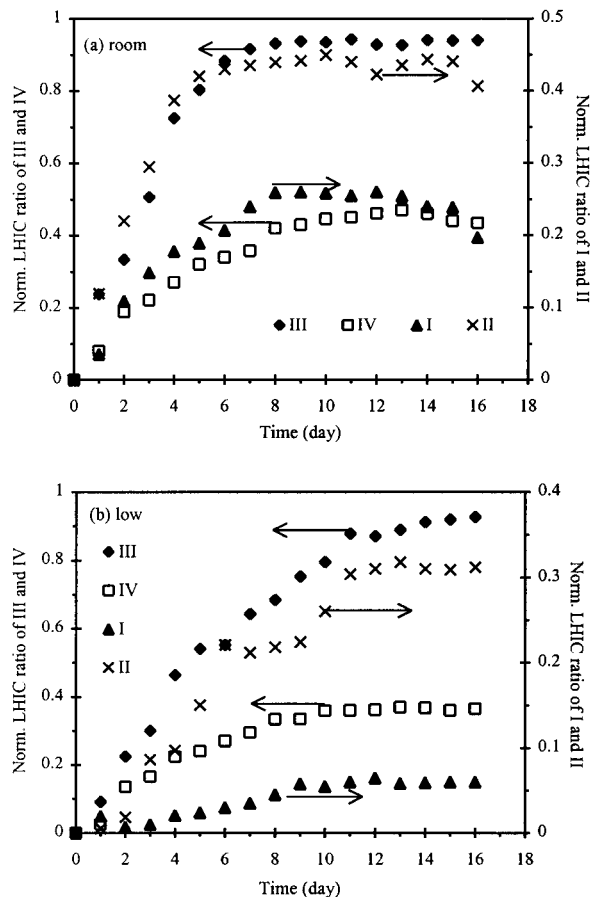 (a) room
Norm. LHIC ratio of III and IV
1
0.8
0.6
0.4
0.2
0
0.5
0.4
0.3
0.2
0.1
0
Norm. LHIC ratio of I and II
III IV I II
0 2 4 6 8 10 12 14 16 18
Time (day)
(b) low
Norm. LHIC ratio of III and IV
1
0.8
0.6
0.4
0.2
0
III
IV
I
II
0.4
0.3
0.2
0.1
0
Norm. LHIC ratio of I and II
0 2 4 6 8 10 12 14 16 18
Time (day)